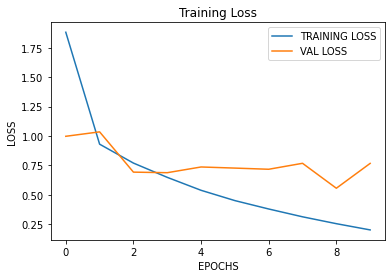 Training Loss
TRAINING LOSS
VAL LOSS
1.75
1.50
1.25
1.00
0.75
0.50
0.25
LOSS
0 2 4 6 8
EPOCHS